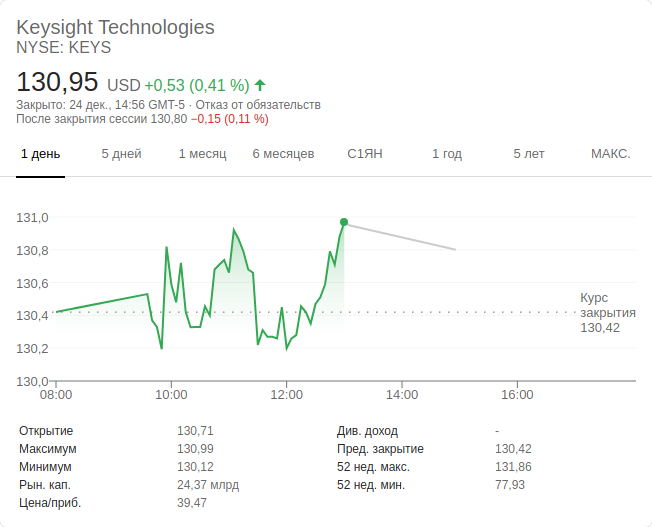 Keysight Technologies
NYSE: KEYS
130,95 USD +0,53 (0,41 %)
Закрыто: 24 дек., 14:56 GMT-5 · Отказ от обязательств
После закрытия сессии 130,80 −0,15 (0,11 %)
1 день 5 дней 1 месяц 6 месяцев С1ЯН 1 год 5 лет МАКС.
131,0
130,8
130,6
130,4
130,2
130,0
Курс
закрытия
130,42
08:00 10:00 12:00 14:00 16:00
Открытие 130,71 Див. доход -
Максимум 130,99 Пред. закрытие 130,42
Минимум 130,12 52 нед. макс. 131,86
Рын. кап. 24,37 млрд 52 нед. мин. 77,93
Цена/приб. 39,47